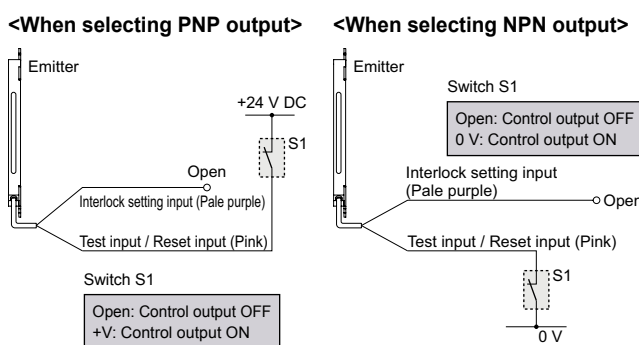 <When selecting PNP output>
Emitter
+24 V DC
S1
Open
Interlock setting input (Pale purple)
Test input / Reset input (Pink)
Switch S1
Open: Control output OFF
+V: Control output ON
<When selecting NPN output>
Emitter
Switch S1
Open: Control output OFF
0 V: Control output ON
Interlock setting input
(Pale purple)
Open
Test input / Reset input (Pink)
S1
0 V